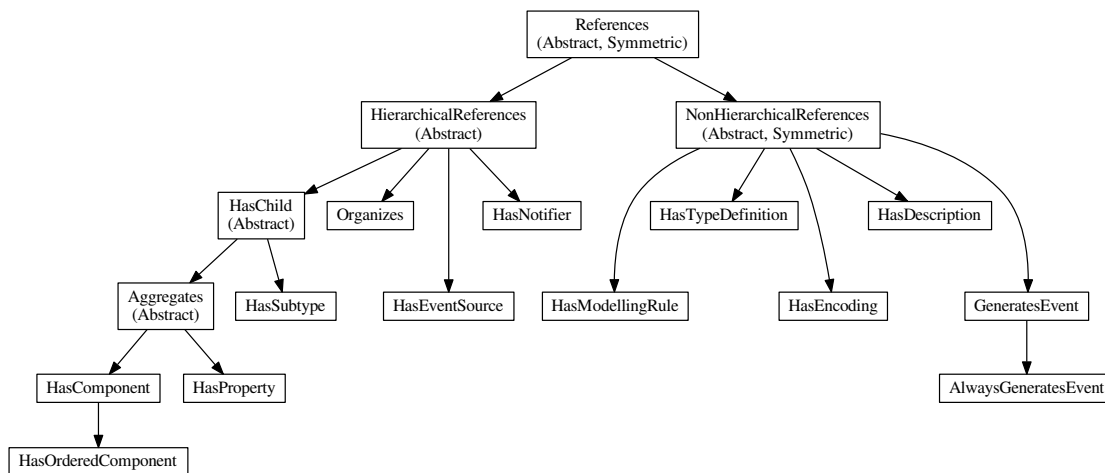 References
(Abstract, Symmetric)
HierarchicalReferences
(Abstract)
NonHierarchicalReferences
(Abstract, Symmetric)
HasChild
(Abstract)
Organizes
HasNotifier
HasTypeDefinition
HasDescription
Aggregates
(Abstract)
HasSubtype
HasEventSource
HasModellingRule
HasEncoding
GeneratesEvent
HasComponent
HasProperty
AlwaysGeneratesEvent
HasOrderedComponent